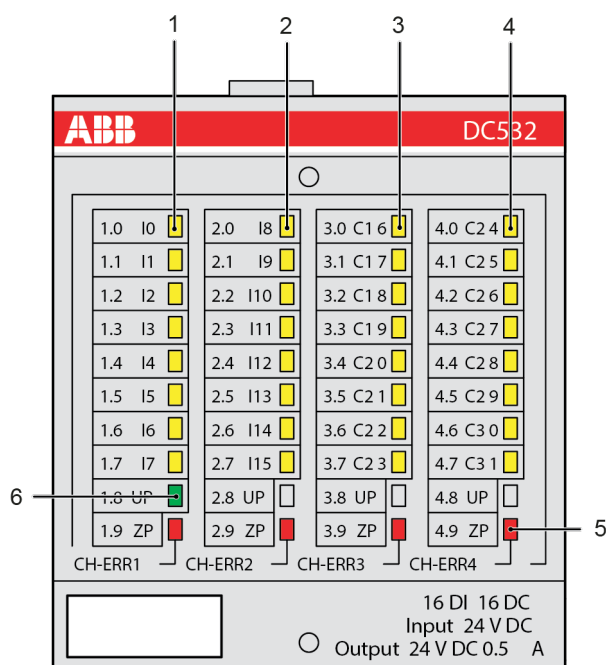 1 2 3 4
ABB DC532
1.0 I0 2.0 I8 3.0 C16 4.0 C24
1.1 I1 2.1 I9 3.1 C17 4.1 C25
1.2 I2 2.2 I10 3.2 C18 4.2 C26
1.3 I3 2.3 I11 3.3 C19 4.3 C27
1.4 I4 2.4 I12 3.4 C20 4.4 C28
1.5 I5 2.5 I13 3.5 C21 4.5 C29
1.6 I6 2.6 I14 3.6 C22 4.6 C30
1.7 I7 2.7 I15 3.7 C23 4.7 C31
6 1.8 UP 2.8 UP 3.8 UP 4.8 UP
1.9 ZP 2.9 ZP 3.9 ZP 4.9 ZP 5
CH-ERR1 CH-ERR2 CH-ERR3 CH-ERR4
16 DI 16 DC
Input 24 V DC
Output 24 V DC 0.5 A